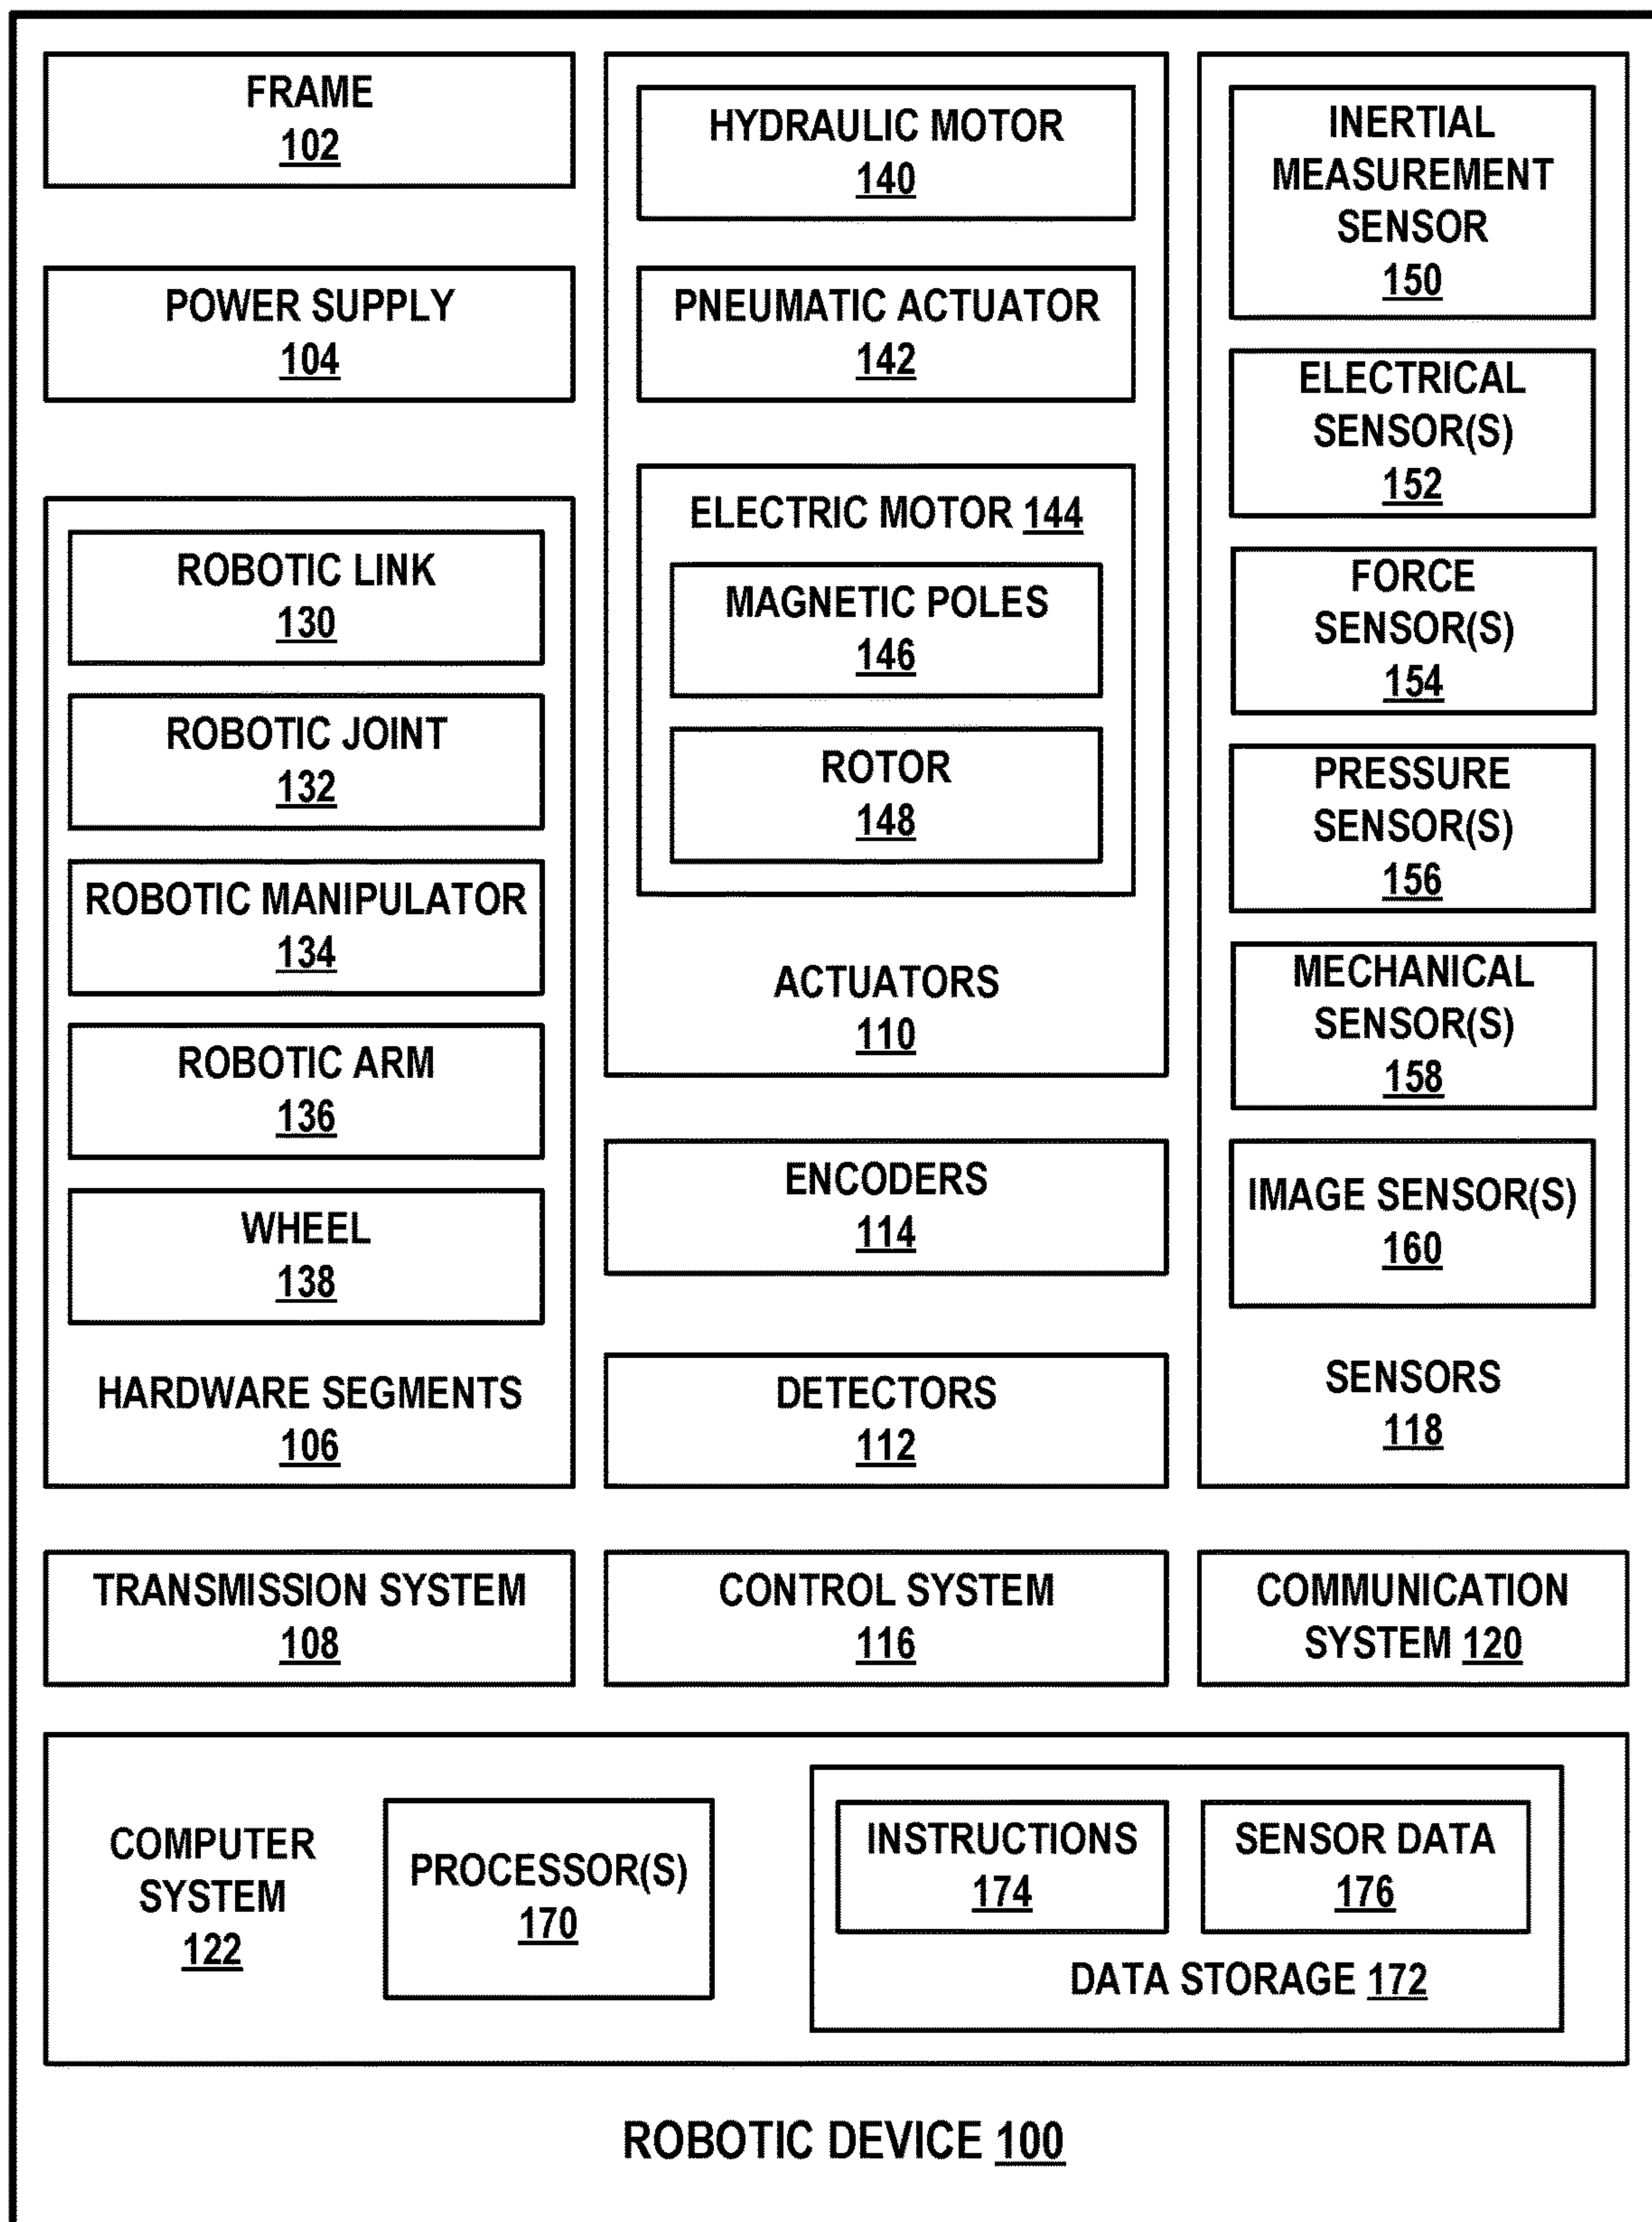 FRAME
102
POWER SUPPLY
104
ROBOTIC LINK
130
ROBOTIC JOINT
132
ROBOTIC MANIPULATOR
134
ROBOTIC ARM
136
WHEEL
138
HARDWARE SEGMENTS
106
HYDRAULIC MOTOR
140
PNEUMATIC ACTUATOR
142
ELECTRIC MOTOR 144
MAGNETIC POLES
146
ROTOR
148
ACTUATORS
110
ENCODERS
114
DETECTORS
112
INERTIAL
MEASUREMENT
SENSOR
150
ELECTRICAL
SENSOR(S)
152
FORCE
SENSOR(S)
154
PRESSURE
SENSOR(S)
156
MECHANICAL
SENSOR(S)
158
IMAGE SENSOR(S)
160
SENSORS
118
TRANSMISSION SYSTEM
108
CONTROL SYSTEM
116
COMMUNICATION
SYSTEM 120
COMPUTER
SYSTEM
122
PROCESSOR(S)
170
INSTRUCTIONS
174
SENSOR DATA
176
DATA STORAGE 172
ROBOTIC DEVICE 100